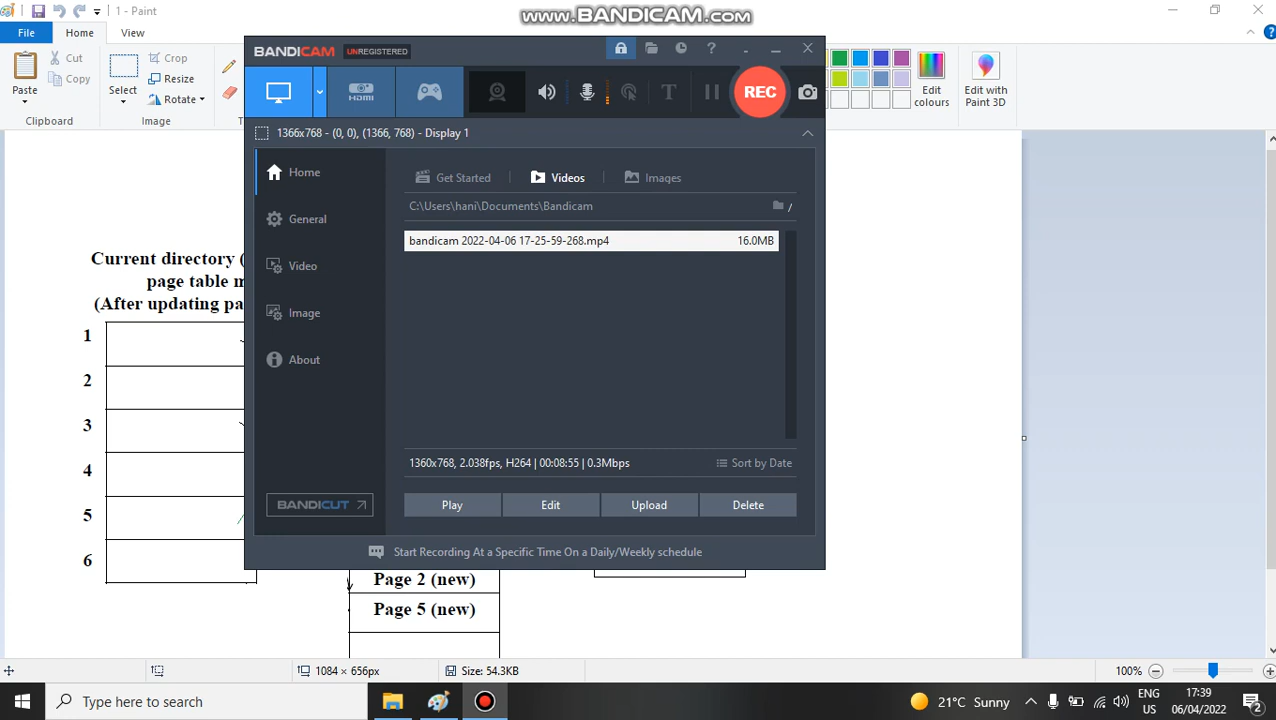 www.BANDICAM.com
1 - Paint
File
Home
View
Paste
Cut
Copy
Clipboard
Select
Crop
Resize
Rotate
Image
T
Edit colours
Edit with Paint 3D
BANDICAM UNREGISTERED
HDMI
T
REC
1366x768 - (0, 0), (1366, 768) - Display 1
Home
General
Video
Image
About
BANDICUT
Get Started
Videos
Images
C:\Users\hani\Documents\Bandicam
/
bandicam 2022-04-06 17-25-59-268.mp4 16.0MB
1360x768, 2.038fps, H264 | 00:08:55 | 0.3Mbps
Sort by Date
Play
Edit
Upload
Delete
Start Recording At a Specific Time On a Daily/Weekly schedule
Current directory (
page table m
(After updating pa
1
2
3
4
5
6
Page 2 (new)
Page 5 (new)
1084 × 656px
Size: 54.3KB
100%
Type here to search
21°C Sunny
ENG
US
17:39
06/04/2022
2